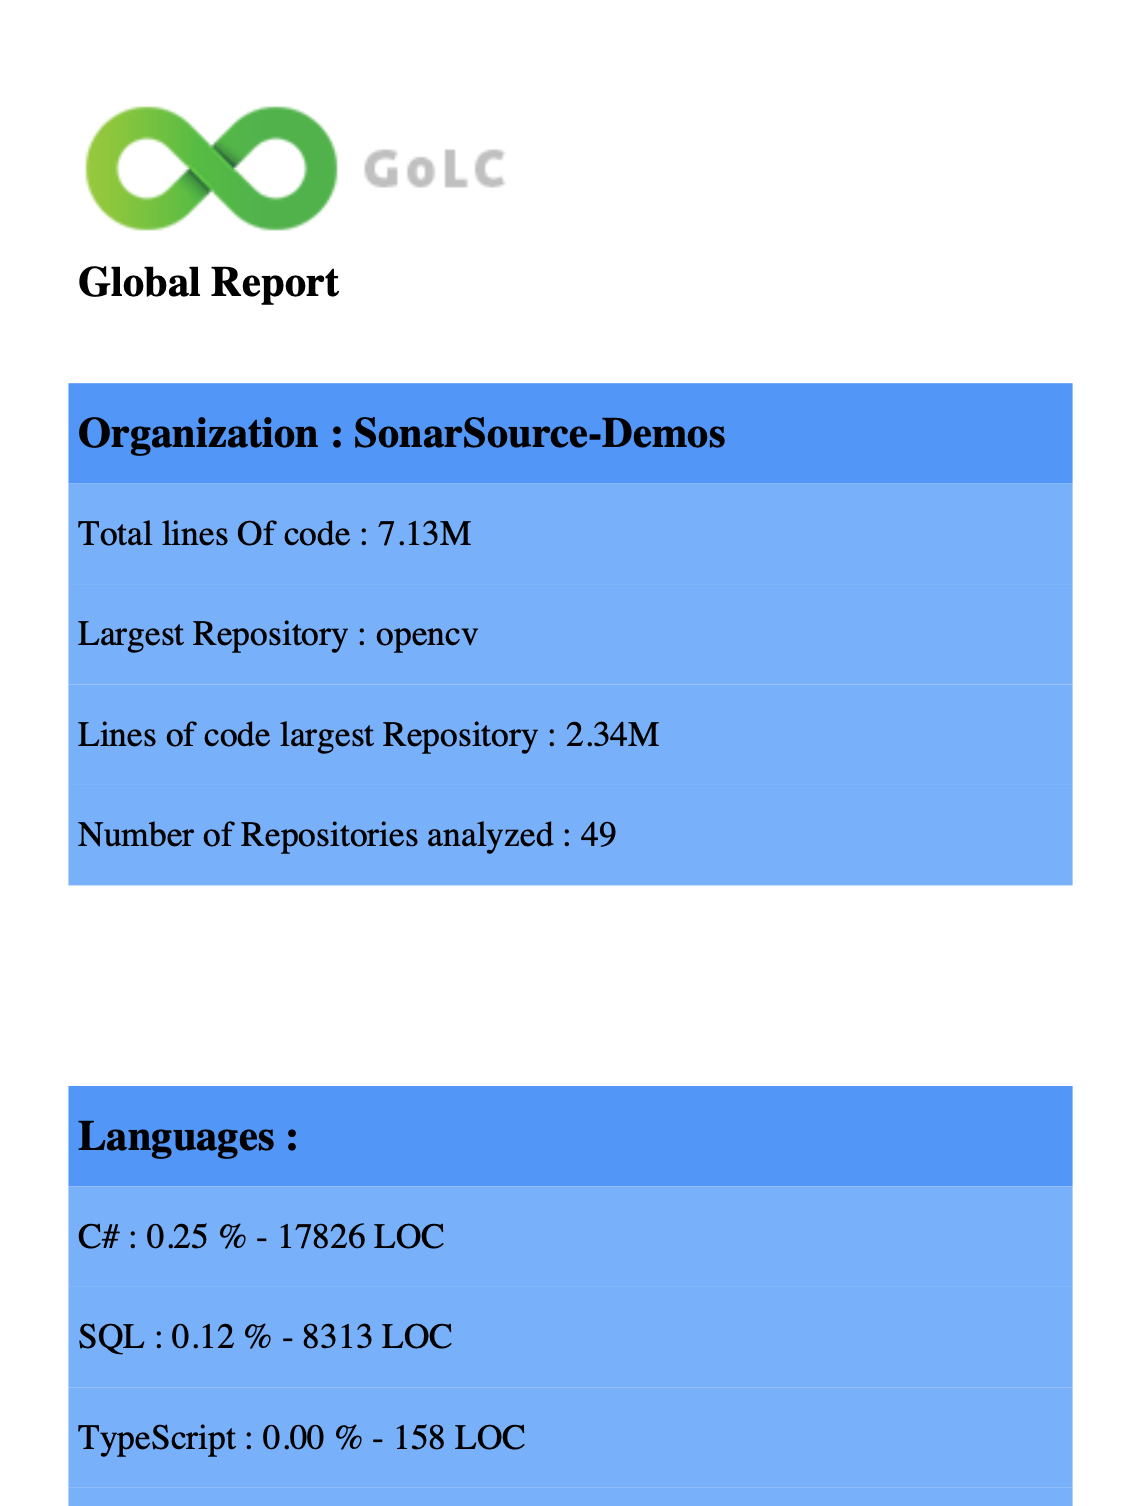 GoLC
Global Report
Organization : SonarSource-Demos
Total lines Of code : 7.13M
Largest Repository : opencv
Lines of code largest Repository : 2.34M
Number of Repositories analyzed : 49
Languages :
C# : 0.25 % - 17826 LOC
SQL : 0.12 % - 8313 LOC
TypeScript : 0.00 % - 158 LOC